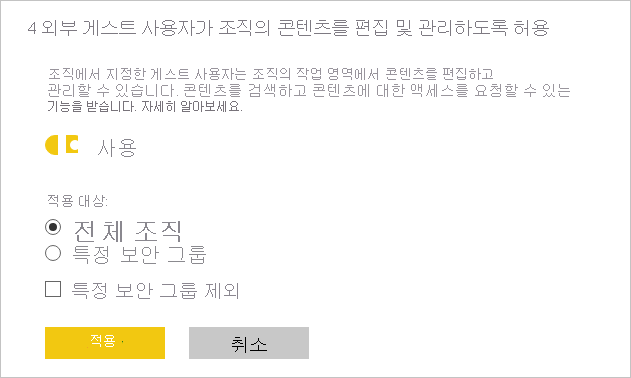 4 외부 게스트 사용자가 조직의 콘텐츠를 편집 및 관리하도록 허용
조직에서 지정한 게스트 사용자는 조직의 작업 영역에서 콘텐츠를 편집하고
관리할 수 있습니다. 콘텐츠를 검색하고 콘텐츠에 대한 액세스를 요청할 수 있는
기능을 받습니다. 자세히 알아보세요.
사용
적용 대상:
전체 조직
특정 보안 그룹
특정 보안 그룹 제외
적용
취소